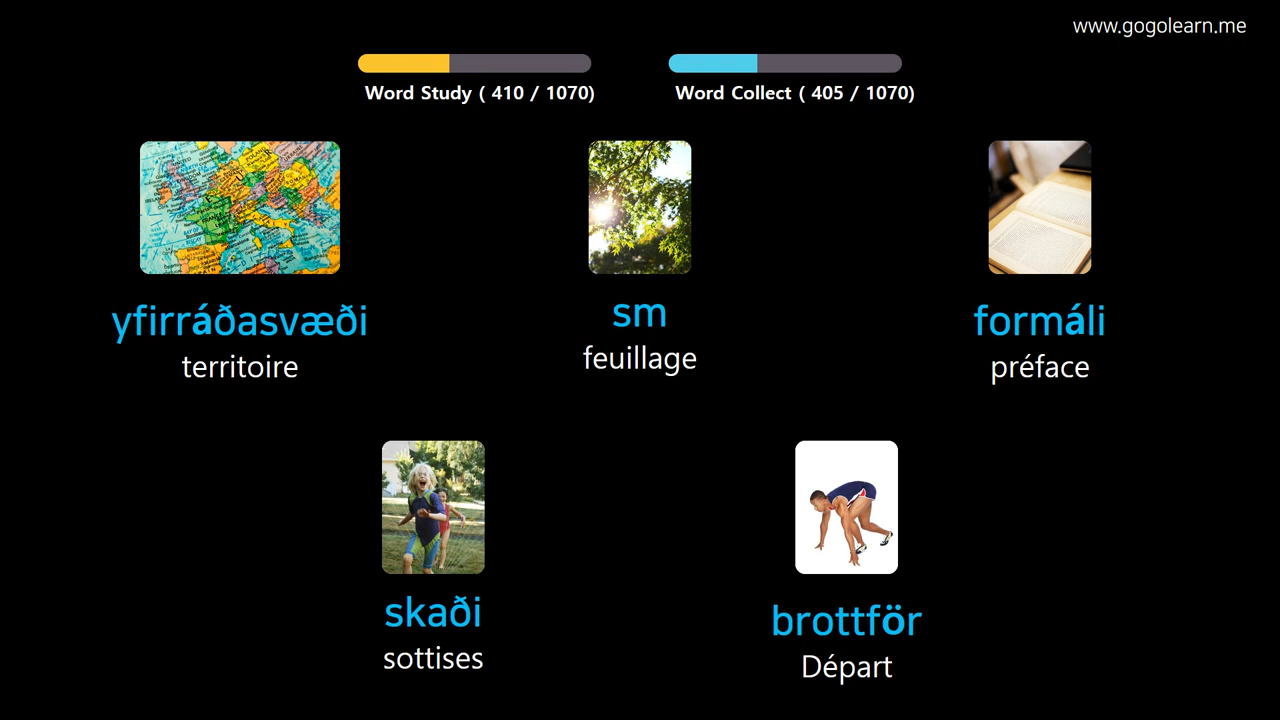 www.gogolearn.me
Word Study ( 410 / 1070)
Word Collect ( 405 / 1070)
yfirráðasvæði
territoire
sm
feuillage
formáli
préface
skaði
sottises
brottför
Départ